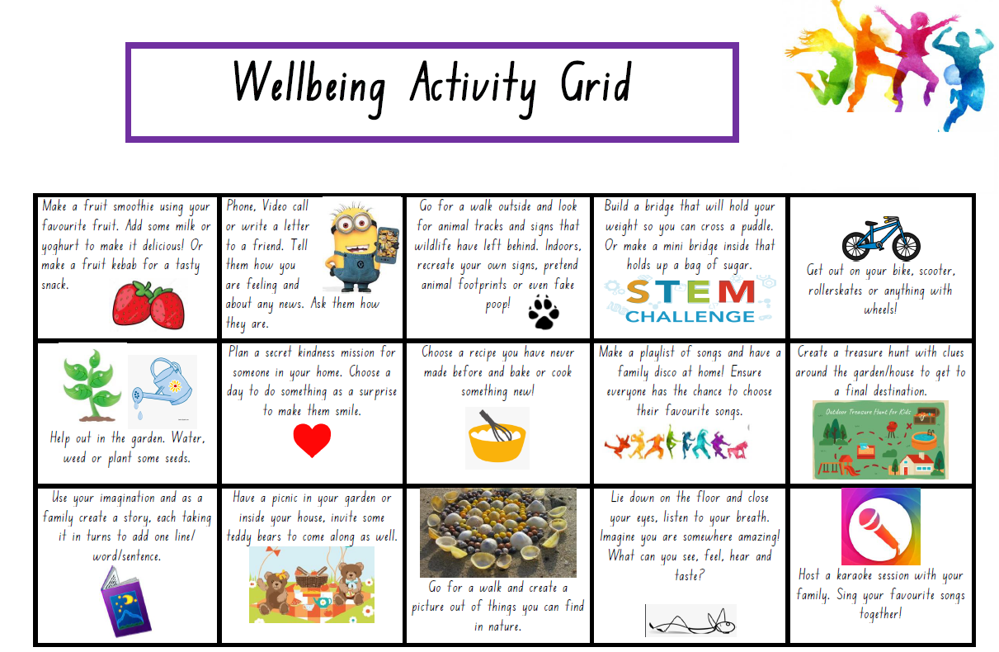 Wellbeing Activity Grid
Make a fruit smoothie using your
favourite fruit. Add some milk or
yoghurt to make it delicious! Or
make a fruit kebab for a tasty
snack.
Phone, Video call
or write a letter
to a friend. Tell
them how you
are feeling and
about any news. Ask them how
they are.
Go for a walk outside and look
for animal tracks and signs that
wildlife have left behind. Indoors,
recreate your own signs, pretend
animal footprints or even fake
poop!
Build a bridge that will hold your
weight so you can cross a puddle.
Or make a mini bridge inside that
holds up a bag of sugar.
STEM
CHALLENGE
Get out on your bike, scooter,
rollerskates or anything with
wheels!
Help out in the garden. Water,
weed or plant some seeds.
Plan a secret kindness mission for
someone in your home. Choose a
day to do something as a surprise
to make them smile.
Choose a recipe you have never
made before and bake or cook
something new!
Make a playlist of songs and have a
family disco at home! Ensure
everyone has the chance to choose
their favourite songs.
Create a treasure hunt with clues
around the garden/house to get to
a final destination.
Outdoor Treasure Hunt for Kids
Use your imagination and as a
family create a story, each taking
it in turns to add one line/
word/sentence.
Have a picnic in your garden or
inside your house, invite some
teddy bears to come along as well.
Go for a walk and create a
picture out of things you can find
in nature.
Lie down on the floor and close
your eyes, listen to your breath.
Imagine you are somewhere amazing!
What can you see, feel, hear and
taste?
Host a karaoke session with your
family. Sing your favourite songs
together!